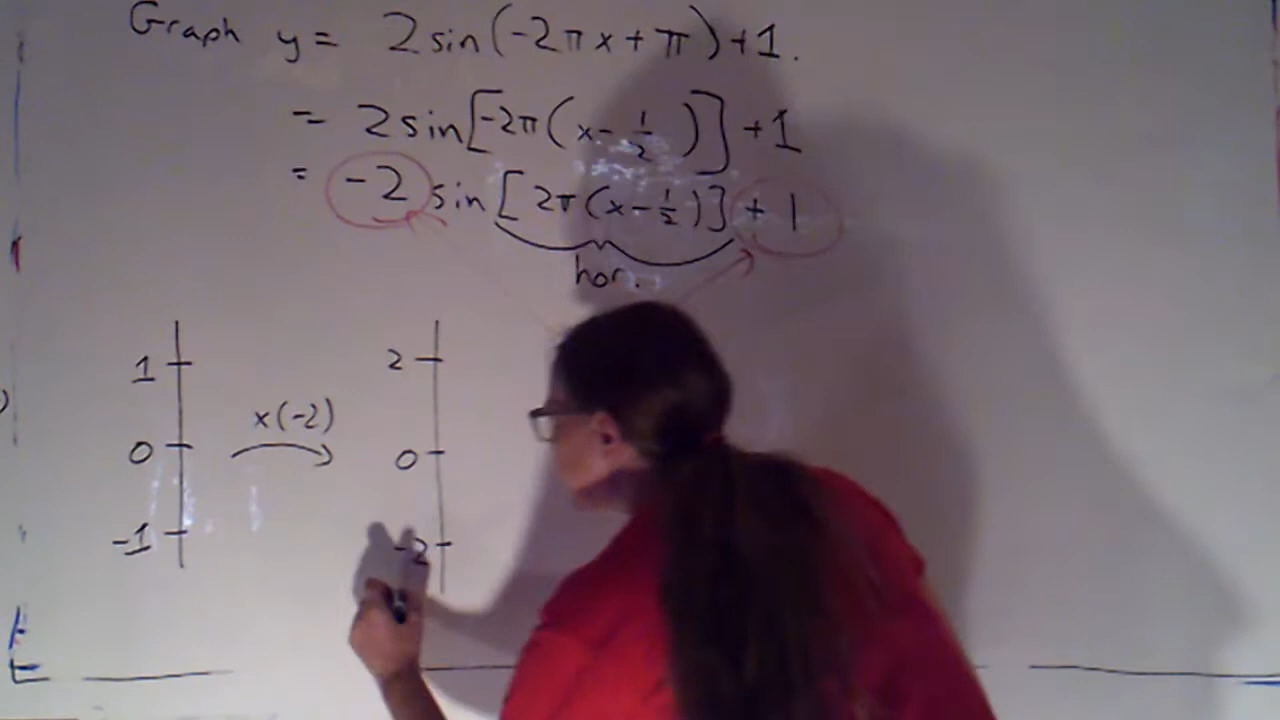 Graph y = 2 sin(-2πx + π) + 1.
= 2 sin[-2π(x - 1/2)] + 1
= -2 sin[2π(x - 1/2)] + 1
hor.
1
0
-1
x(-2)
2
0
-2